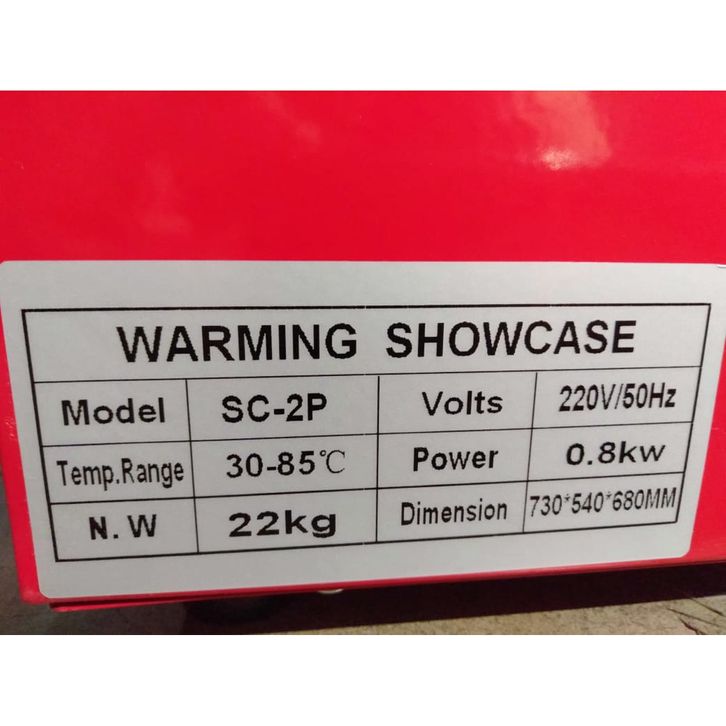 WARMING SHOWCASE
Model SC-2P Volts 220V/50Hz
Temp.Range 30-85℃ Power 0.8kw
N.W 22kg Dimension 730*540*680MM